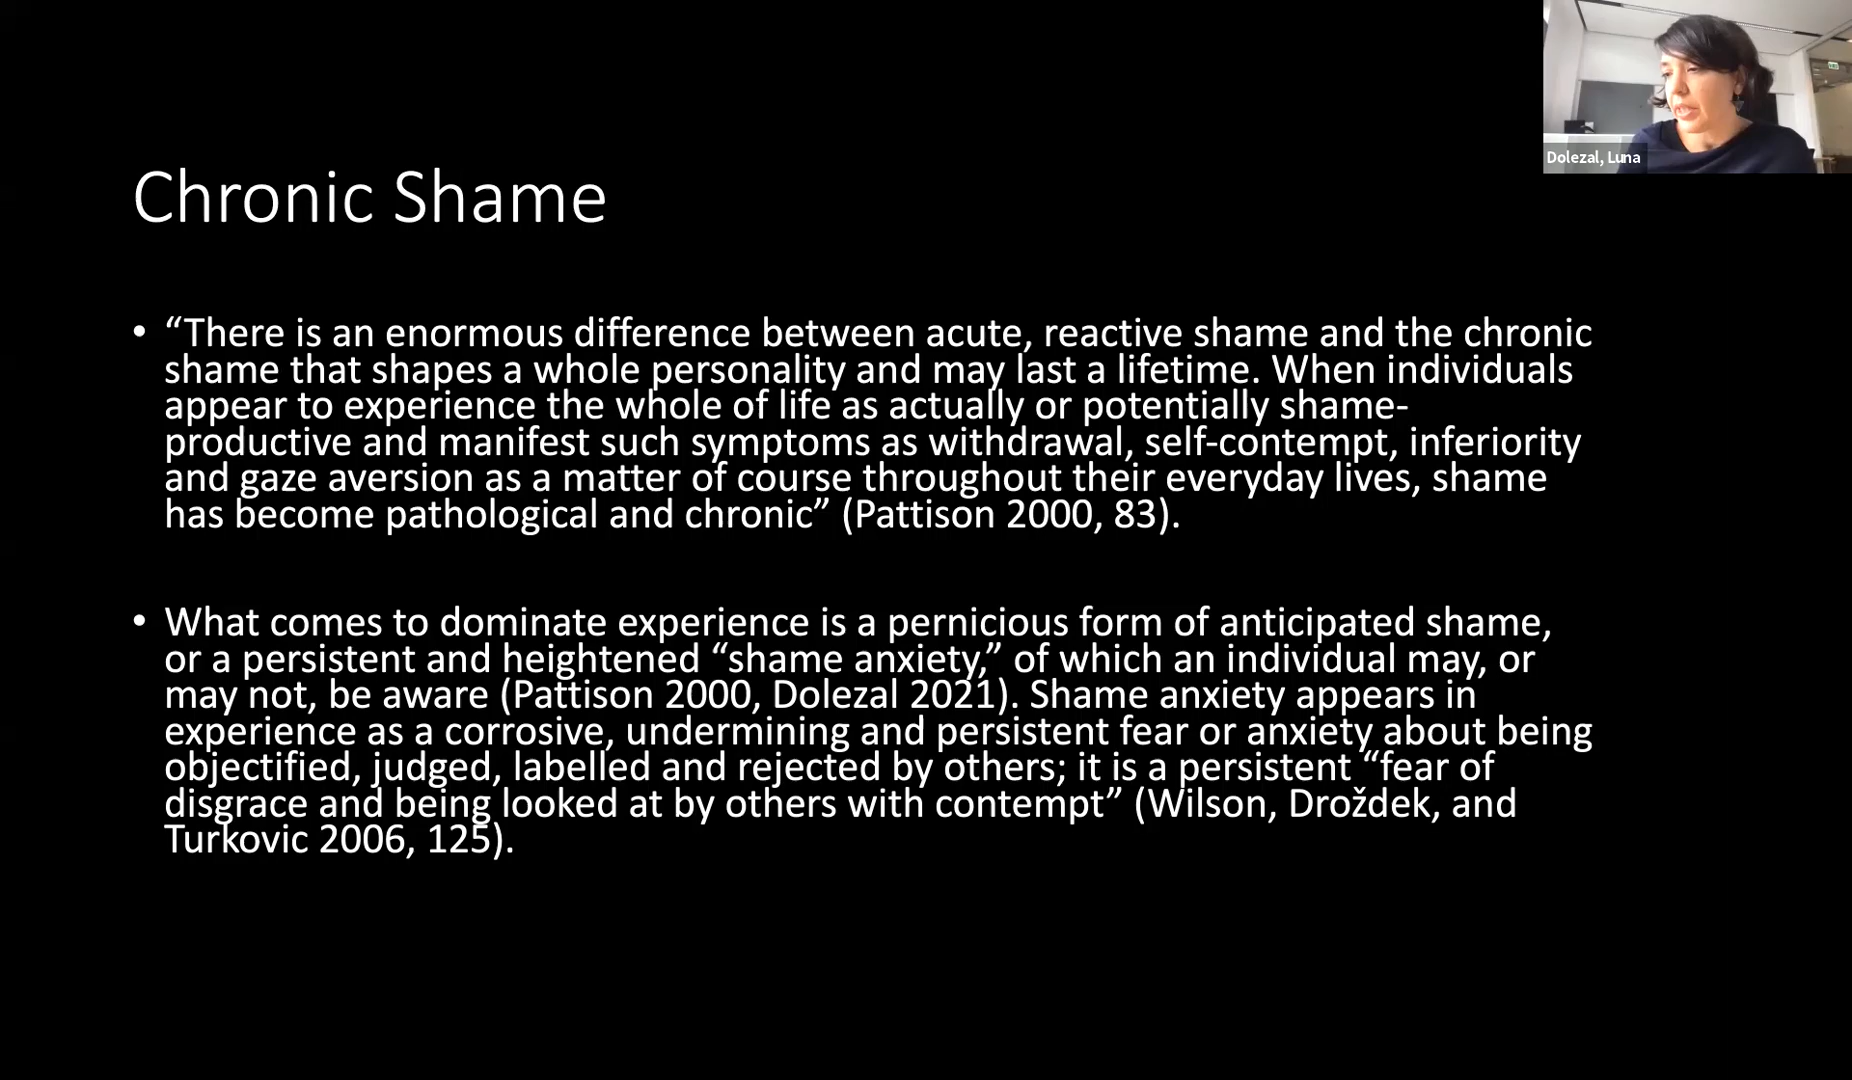 Dolezal, Luna
Chronic Shame
• “There is an enormous difference between acute, reactive shame and the chronic
shame that shapes a whole personality and may last a lifetime. When individuals
appear to experience the whole of life as actually or potentially shame-
productive and manifest such symptoms as withdrawal, self-contempt, inferiority
and gaze aversion as a matter of course throughout their everyday lives, shame
has become pathological and chronic” (Pattison 2000, 83).
• What comes to dominate experience is a pernicious form of anticipated shame,
or a persistent and heightened “shame anxiety,” of which an individual may, or
may not, be aware (Pattison 2000, Dolezal 2021). Shame anxiety appears in
experience as a corrosive, undermining and persistent fear or anxiety about being
objectified, judged, labelled and rejected by others; it is a persistent “fear of
disgrace and being looked at by others with contempt” (Wilson, Droždek, and
Turkovic 2006, 125).